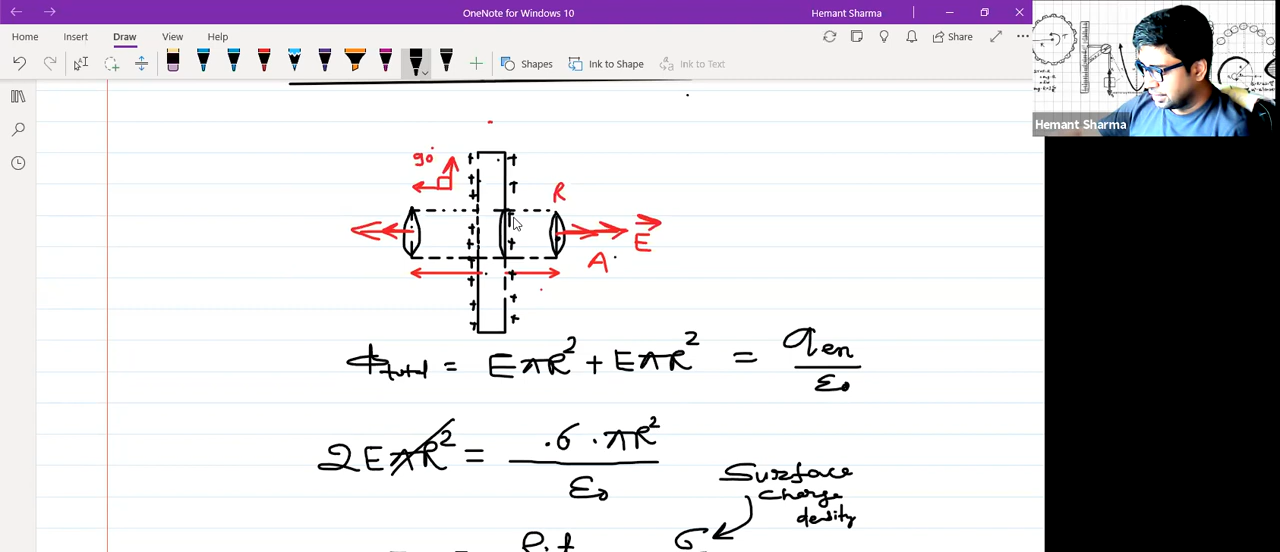 OneNote for Windows 10
Hemant Sharma
Home Insert Draw View Help
Shapes Ink to Shape Ink to Text Share
Hemant Sharma
90°
R
E
A
ϕtotal = EπR² + EπR² = qen/ε₀
2EπR² = .σ.πR²/ε₀
Surface
charge
density
ρ.t σ